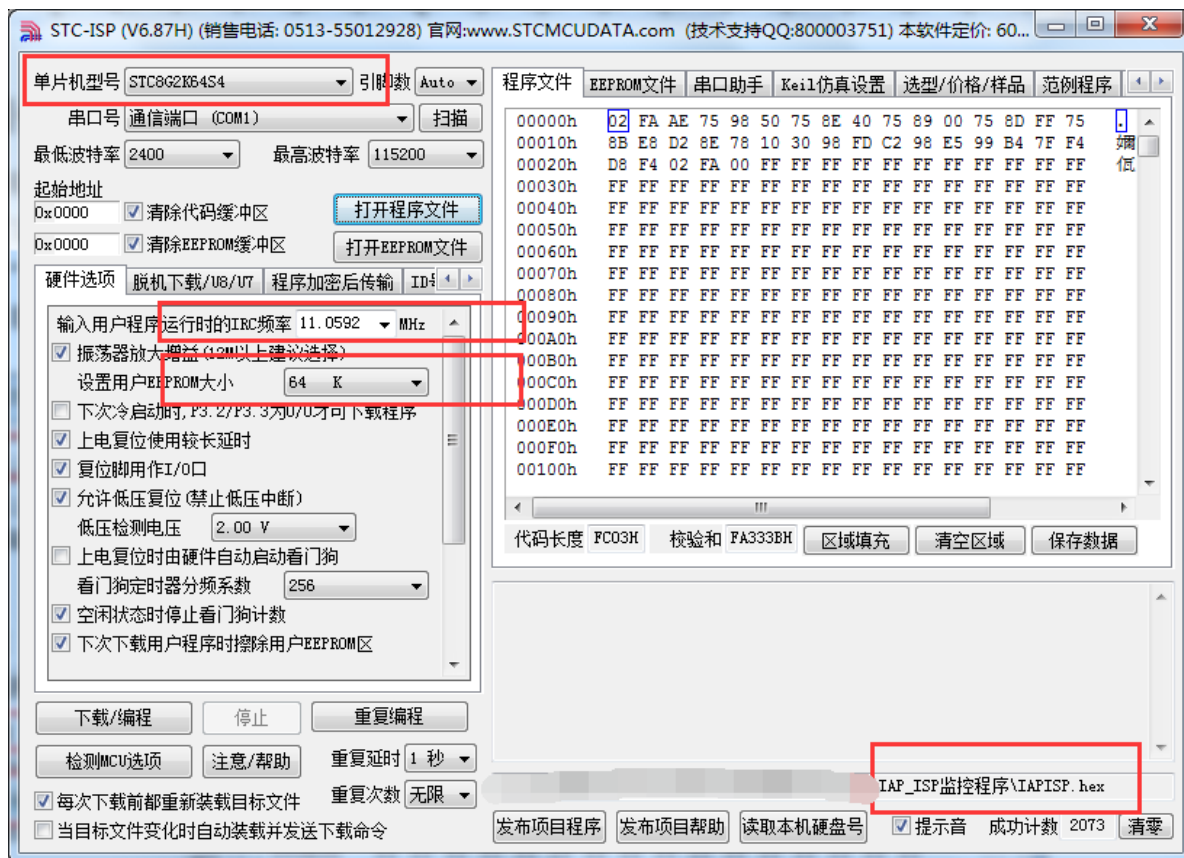 STC-ISP (V6.87H) (销售电话: 0513-55012928) 官网:www.STCMCUDATA.com (技术支持QQ:800003751) 本软件定价: 60...
单片机型号 STC8G2K64S4 引脚数 Auto
串口号 通信端口 (COM1) 扫描
最低波特率 2400 最高波特率 115200
起始地址
0x0000 清除代码缓冲区 打开程序文件
0x0000 清除EEPROM缓冲区 打开EEPROM文件
硬件选项 脱机下载/U8/U7 程序加密后传输
输入用户程序运行时的IRC频率 11.0592 MHz
振荡器放大增益(12M以上建议选择)
设置用户EEPROM大小 64 K
下次冷启动时,P3.2/P3.3为0/0才可下载程序
上电复位使用较长延时
复位脚用作I/O口
允许低压复位(禁止低压中断)
低压检测电压 2.00 V
上电复位时由硬件自动启动看门狗
看门狗定时器分频系数 256
空闲状态时停止看门狗计数
下次下载用户程序时擦除用户EEPROM区
下载/编程 停止 重复编程
检测MCU选项 注意/帮助 重复延时 1 秒
每次下载前都重新装载目标文件 重复次数 无限
当目标文件变化时自动装载并发送下载命令
程序文件 EEPROM文件 串口助手 Keil仿真设置 选型/价格/样品 范例程序
00000h 02 FA AE 75 98 50 75 8E 40 75 89 00 75 8D FF 75 .
00010h 8B E8 D2 8E 78 10 30 98 FD C2 98 E5 99 B4 7F F4
00020h D8 F4 02 FA 00 FF FF FF FF FF FF FF FF FF FF FF
00030h FF FF FF FF FF FF FF FF FF FF FF FF FF FF FF FF
00040h FF FF FF FF FF FF FF FF FF FF FF FF FF FF FF FF
00050h FF FF FF FF FF FF FF FF FF FF FF FF FF FF FF FF
00060h FF FF FF FF FF FF FF FF FF FF FF FF FF FF FF FF
00070h FF FF FF FF FF FF FF FF FF FF FF FF FF FF FF FF
00080h FF FF FF FF FF FF FF FF FF FF FF FF FF FF FF FF
00090h FF FF FF FF FF FF FF FF FF FF FF FF FF FF FF FF
000A0h FF FF FF FF FF FF FF FF FF FF FF FF FF FF FF FF
000B0h FF FF FF FF FF FF FF FF FF FF FF FF FF FF FF FF
000C0h FF FF FF FF FF FF FF FF FF FF FF FF FF FF FF FF
000D0h FF FF FF FF FF FF FF FF FF FF FF FF FF FF FF FF
000E0h FF FF FF FF FF FF FF FF FF FF FF FF FF FF FF FF
000F0h FF FF FF FF FF FF FF FF FF FF FF FF FF FF FF FF
00100h FF FF FF FF FF FF FF FF FF FF FF FF FF FF FF FF
代码长度 FC03H 校验和 FA333BH 区域填充 清空区域 保存数据
IAP_ISP监控程序\IAPISP.hex
发布项目程序 发布项目帮助 读取本机硬盘号 提示音 成功计数 2073 清零